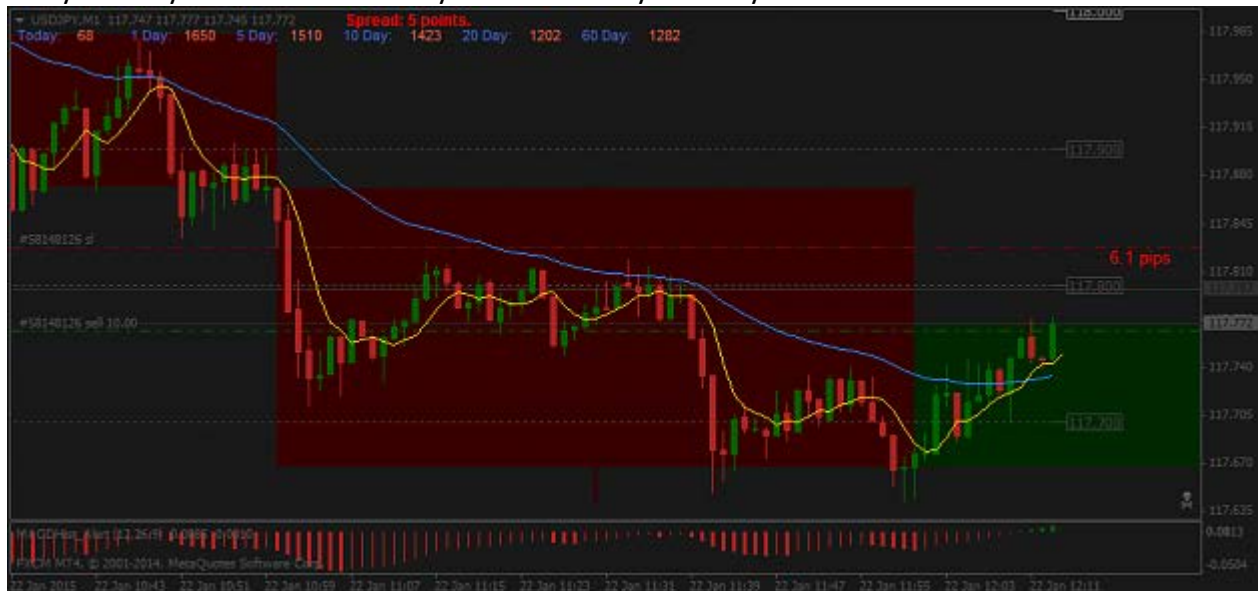 USDJPY,M1 117.747 117.777 117.745 117.772
Spread: 5 points.
118.000
Today: 68 1 Day: 1650 5 Day: 1510 10 Day: 1423 20 Day: 1202 60 Day: 1282
117.985
117.950
117.915
117.900
117.880
117.845
#58148126 sl
6.1 pips
117.810
117.800
#58148126 sell 10.00
117.772
117.740
117.705
117.700
117.670
117.635
0.0813
FXCM MT4, © 2001-2014, MetaQuotes Software Corp.
-0.0504
22 Jan 2015 22 Jan 10:43 22 Jan 10:51 22 Jan 10:59 22 Jan 11:07 22 Jan 11:15 22 Jan 11:23 22 Jan 11:31 22 Jan 11:39 22 Jan 11:47 22 Jan 11:55 22 Jan 12:03 22 Jan 12:11